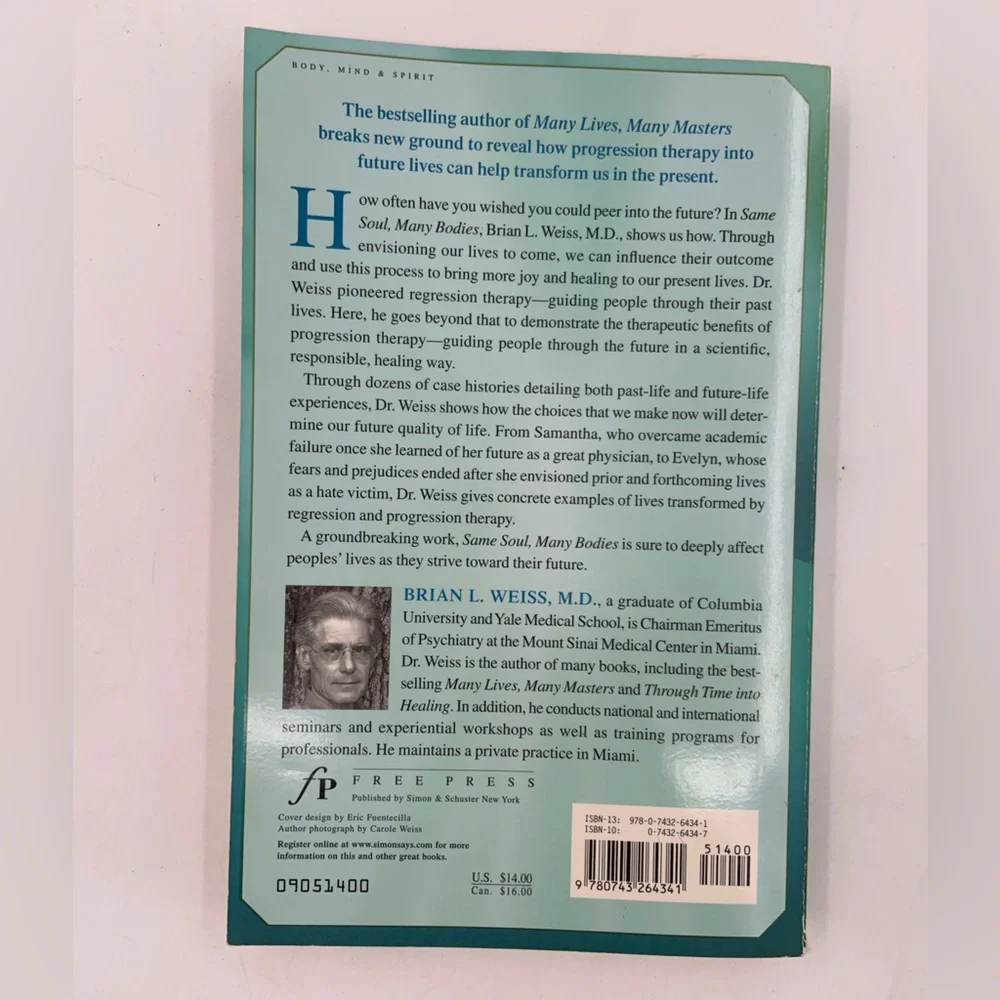 BODY, MIND & SPIRIT
The bestselling author of Many Lives, Many Masters
breaks new ground to reveal how progression therapy into
future lives can help transform us in the present.
How often have you wished you could peer into the future? In Same
Soul, Many Bodies, Brian L. Weiss, M.D., shows us how. Through
envisioning our lives to come, we can influence their outcome
and use this process to bring more joy and healing to our present lives. Dr.
Weiss pioneered regression therapy—guiding people through their past
lives. Here, he goes beyond that to demonstrate the therapeutic benefits of
progression therapy—guiding people through the future in a scientific,
responsible, healing way.
Through dozens of case histories detailing both past-life and future-life
experiences, Dr. Weiss shows how the choices that we make now will deter-
mine our future quality of life. From Samantha, who overcame academic
failure once she learned of her future as a great physician, to Evelyn, whose
fears and prejudices ended after she envisioned prior and forthcoming lives
as a hate victim, Dr. Weiss gives concrete examples of lives transformed by
regression and progression therapy.
A groundbreaking work, Same Soul, Many Bodies is sure to deeply affect
peoples' lives as they strive toward their future.
BRIAN L. WEISS, M.D., a graduate of Columbia
University and Yale Medical School, is Chairman Emeritus
of Psychiatry at the Mount Sinai Medical Center in Miami.
Dr. Weiss is the author of many books, including the best-
selling Many Lives, Many Masters and Through Time into
Healing. In addition, he conducts national and international
seminars and experiential workshops as well as training programs for
professionals. He maintains a private practice in Miami.
fP FREE PRESS
Published by Simon & Schuster New York
Cover design by Eric Fuentecilla
Author photograph by Carole Weiss
Register online at www.simonsays.com for more
information on this and other great books.
09051400
U.S. $14.00
Can. $16.00
ISBN-13: 978-0-7432-6434-1
ISBN-10: 0-7432-6434-7
51400
9 780743 264341